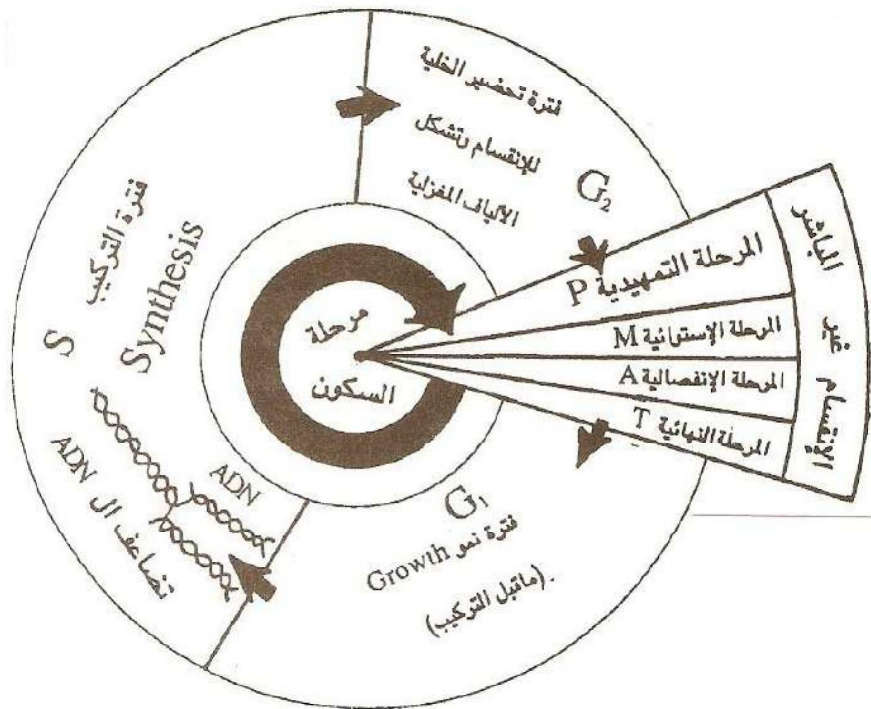 فترة تحضير الخلية
للإنقسام وتشكل
الألياف المغزلية
G₂
المرحلة التمهيدية P
المرحلة الإستوائية M
المرحلة الإنفصالية A
المرحلة النهائية T
الإنقسام غير المباشر
G₁
فترة نمو Growth
(ماقبل التركيب).
S فترة التركيب
Synthesis
ADN
تضاعف ال ADN
مرحلة
السكون